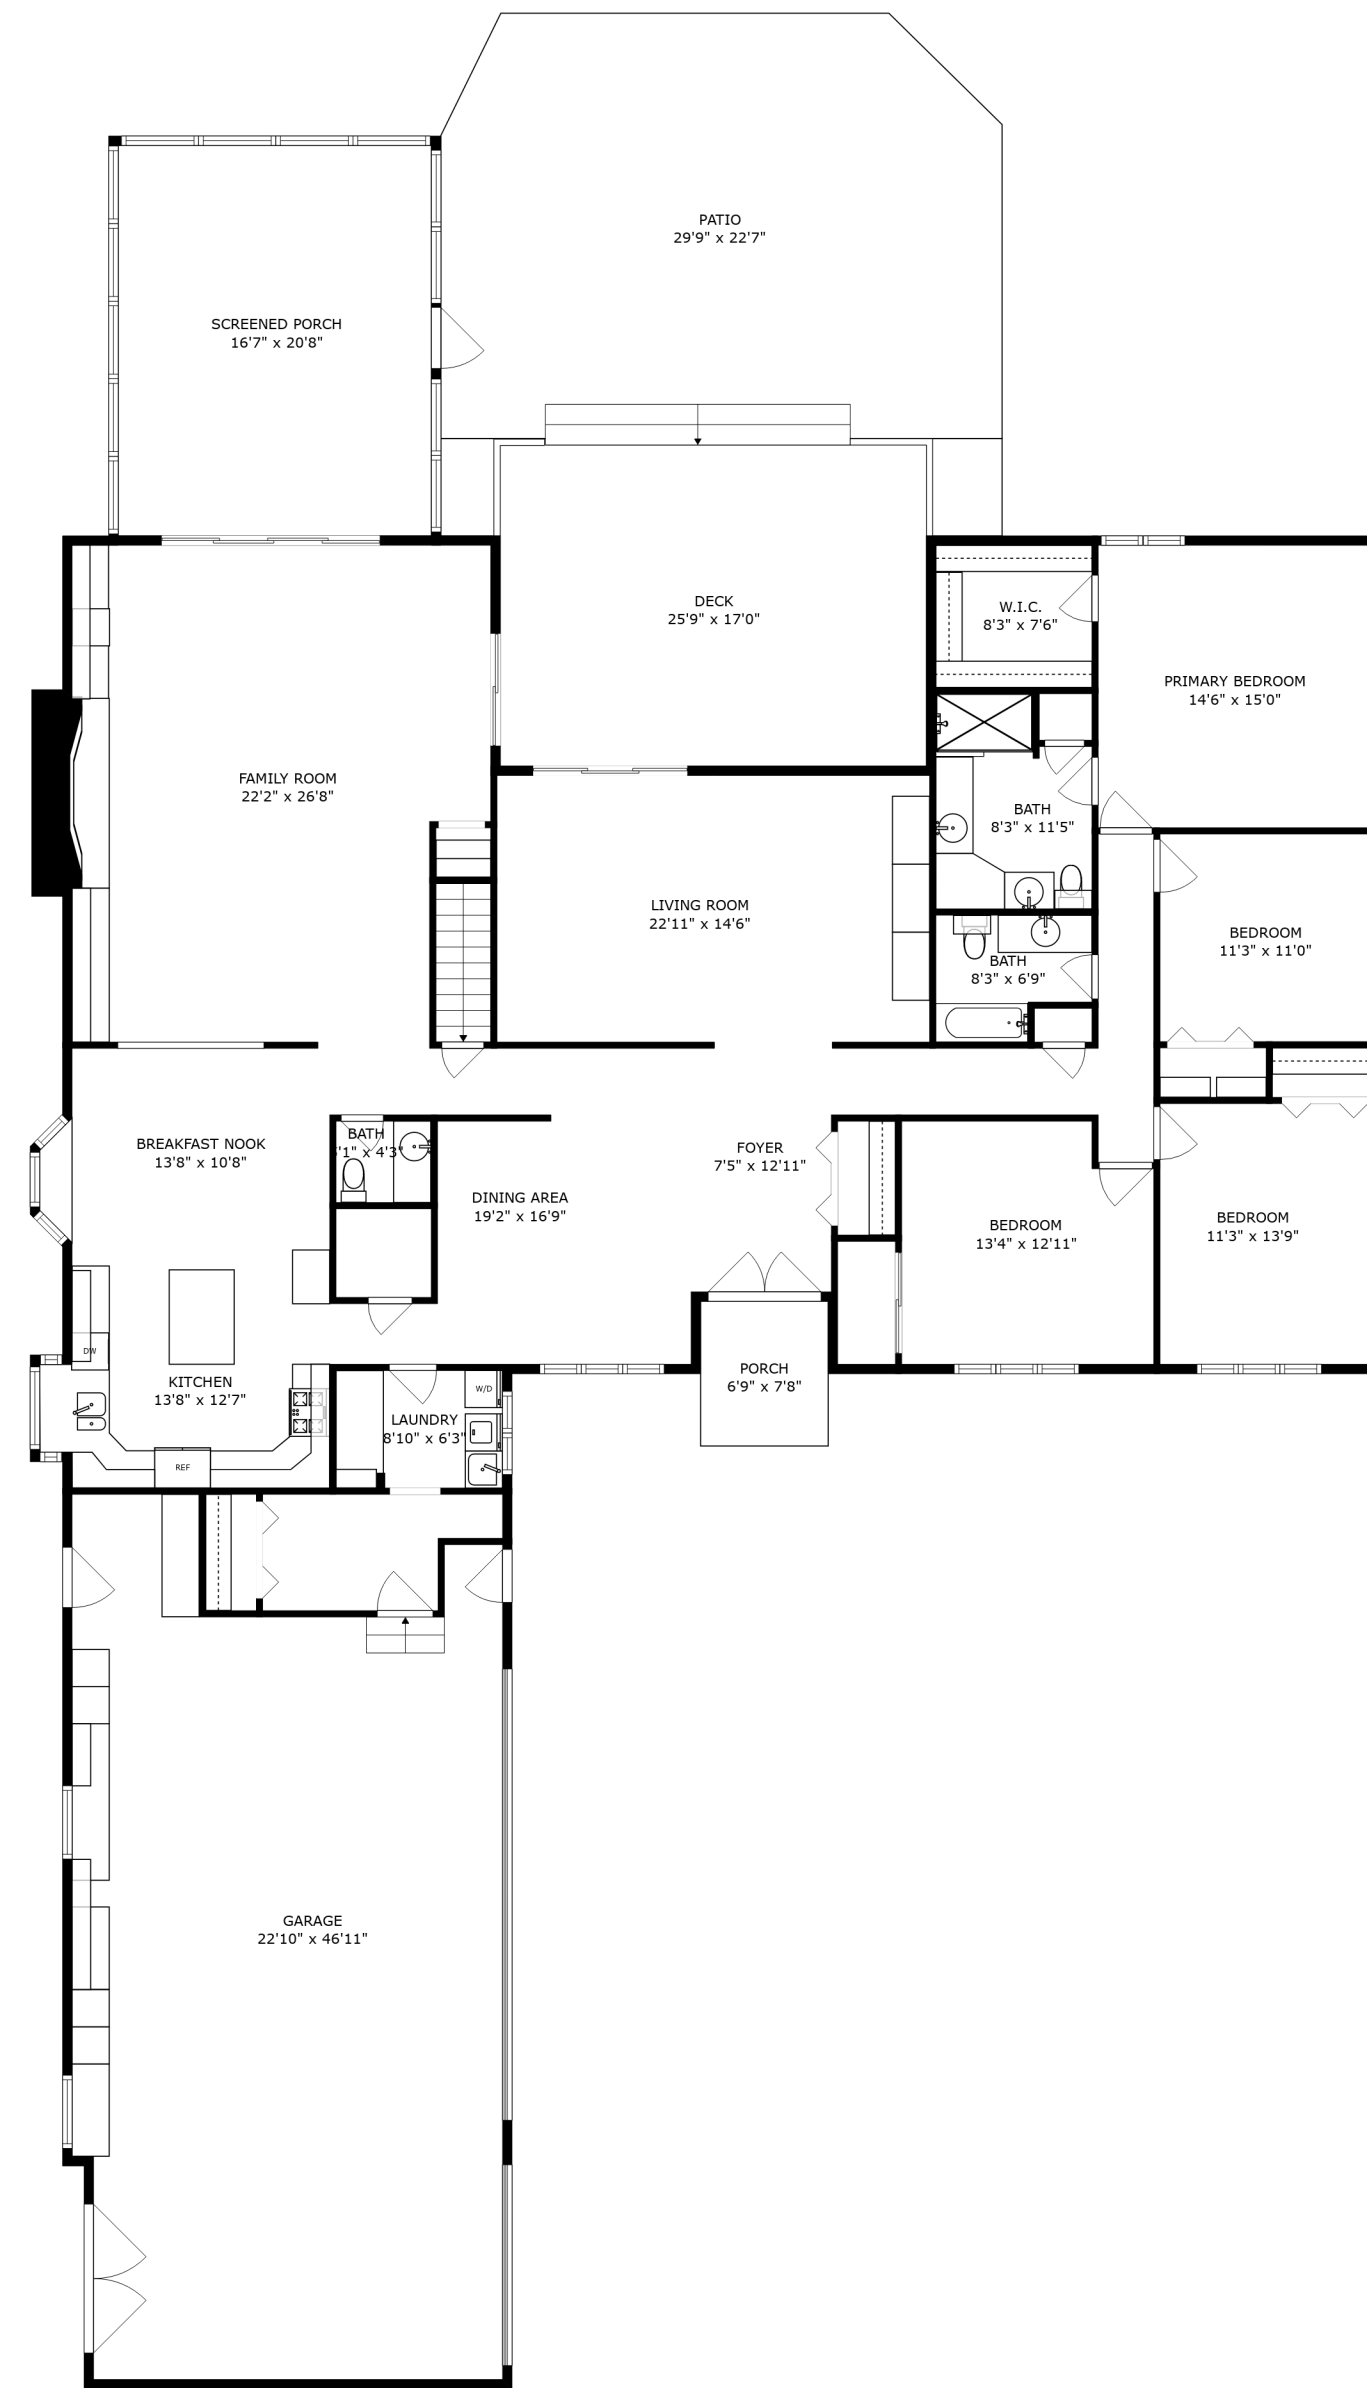 PATIO
29'9" x 22'7"
SCREENED PORCH
16'7" x 20'8"
DECK
25'9" x 17'0"
W.I.C.
8'3" x 7'6"
PRIMARY BEDROOM
14'6" x 15'0"
FAMILY ROOM
22'2" x 26'8"
BATH
8'3" x 11'5"
LIVING ROOM
22'11" x 14'6"
BEDROOM
11'3" x 11'0"
BATH
8'3" x 6'9"
BREAKFAST NOOK
13'8" x 10'8"
BATH
'1" x 4'3"
FOYER
7'5" x 12'11"
DINING AREA
19'2" x 16'9"
BEDROOM
13'4" x 12'11"
BEDROOM
11'3" x 13'9"
DW
KITCHEN
13'8" x 12'7"
PORCH
6'9" x 7'8"
W/D
LAUNDRY
8'10" x 6'3"
REF
GARAGE
22'10" x 46'11"